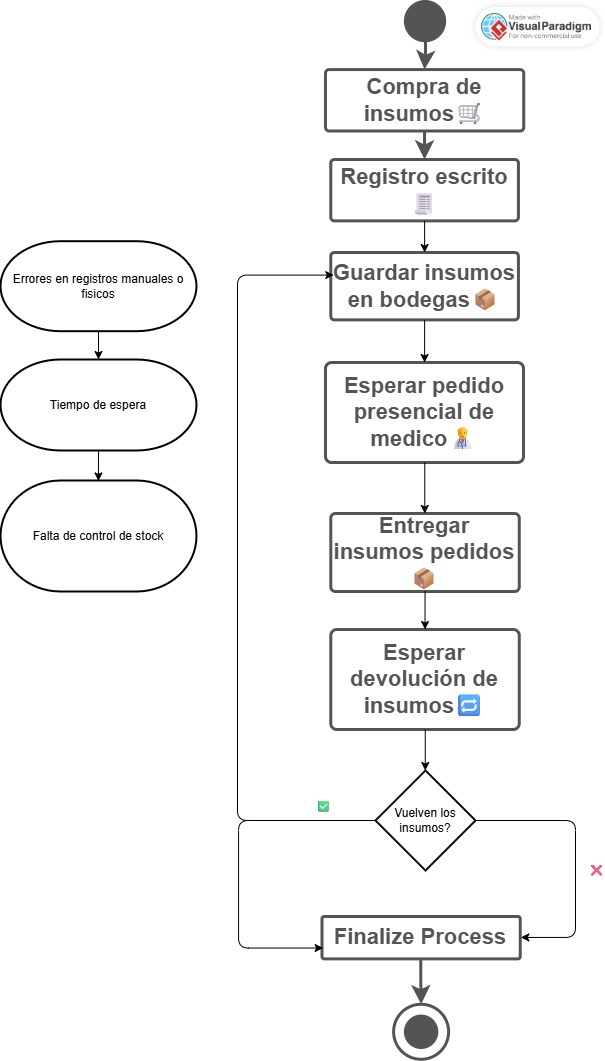 Made with
VisualParadigm
For non-commercial use
Compra de
insumos
Registro escrito
Guardar insumos
en bodegas
Errores en registros manuales o
fisicos
Tiempo de espera
Falta de control de stock
Esperar pedido
presencial de
medico
Entregar
insumos pedidos
Esperar
devolución de
insumos
Vuelven los
insumos?
Finalize Process